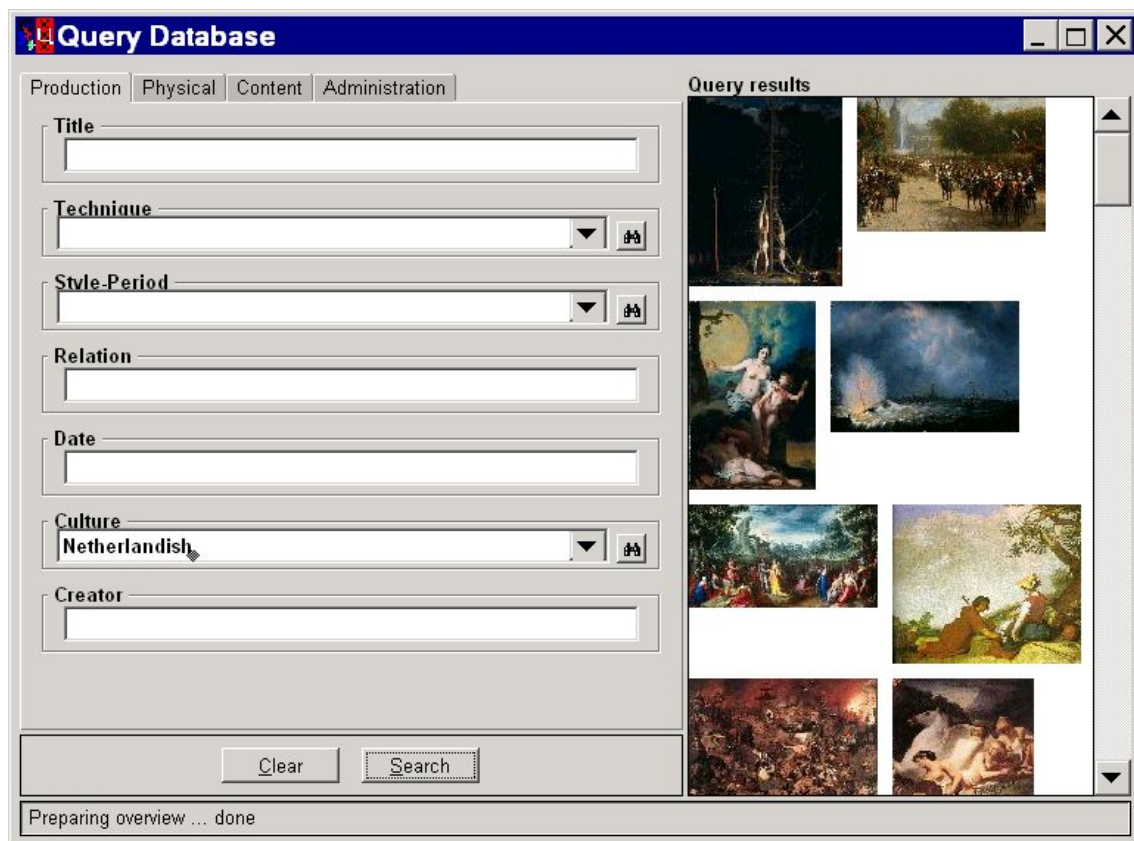 Query Database
Production Physical Content Administration
Title
Technique
Style-Period
Relation
Date
Culture
Netherlandish
Creator
Clear Search
Query results
Preparing overview ... done